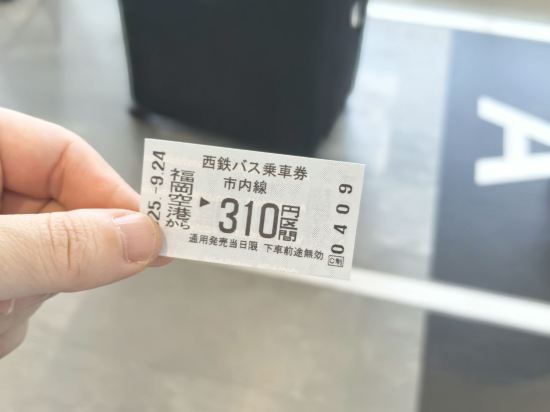 西鉄バス乗車券
市内線
25.-9.24
福岡空港から
▶310円区間
通用発売当日限 下車前途無効
0409
C制
A